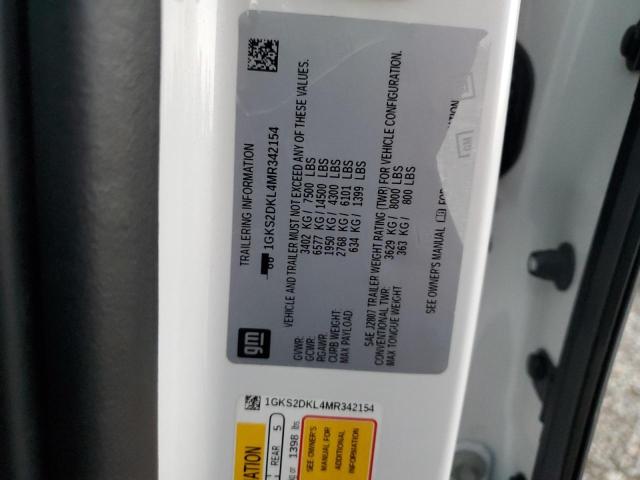 TRAILERING INFORMATION
1GKS2DKL4MR342154
VEHICLE AND TRAILER MUST NOT EXCEED ANY OF THESE VALUES.
GVWR: 3402 KG / 7500 LBS
GCWR: 6577 KG / 14500 LBS
RGAWR: 1950 KG / 4300 LBS
CURB WEIGHT: 2768 KG / 6101 LBS
MAX PAYLOAD 634 KG / 1399 LBS
SAE J2807 TRAILER WEIGHT RATING (TWR) FOR VEHICLE CONFIGURATION.
CONVENTIONAL TWR: 3629 KG / 8000 LBS
MAX TONGUE WEIGHT 363 KG / 800 LBS
SEE OWNER'S MANUAL FOR
gm
GM
1GKS2DKL4MR342154
REAR 5
1398 lbs
SEE OWNER'S
MANUAL FOR
ADDITIONAL
INFORMATION